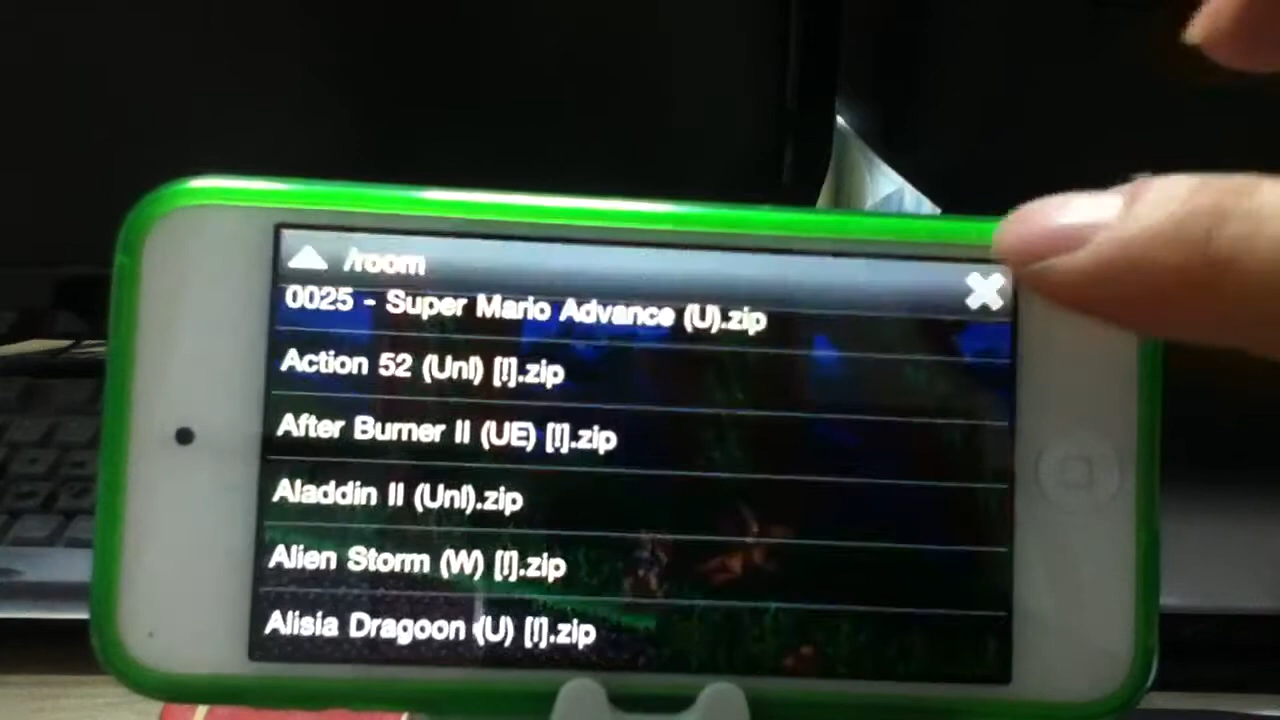 /room
0025 - Super Mario Advance (U).zip
Action 52 (Unl) [!].zip
After Burner II (UE) [!].zip
Aladdin II (Unl).zip
Alien Storm (W) [!].zip
Alisia Dragoon (U) [!].zip